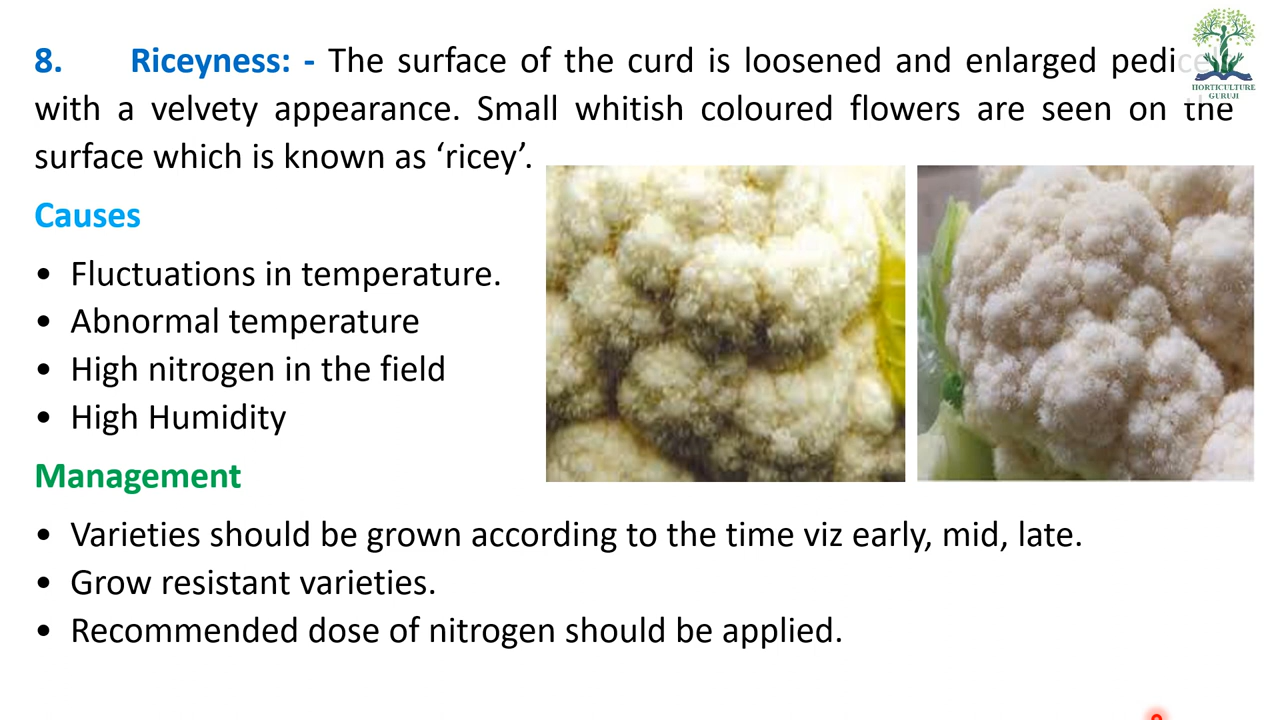 8. Riceyness: - The surface of the curd is loosened and enlarged
with a velvety appearance. Small whitish coloured flowers are seen on the
surface which is known as ‘ricey’.
Causes
• Fluctuations in temperature.
• Abnormal temperature
• High nitrogen in the field
• High Humidity
Management
• Varieties should be grown according to the time viz early, mid, late.
• Grow resistant varieties.
• Recommended dose of nitrogen should be applied.
HORTICULTURE
GURUJI